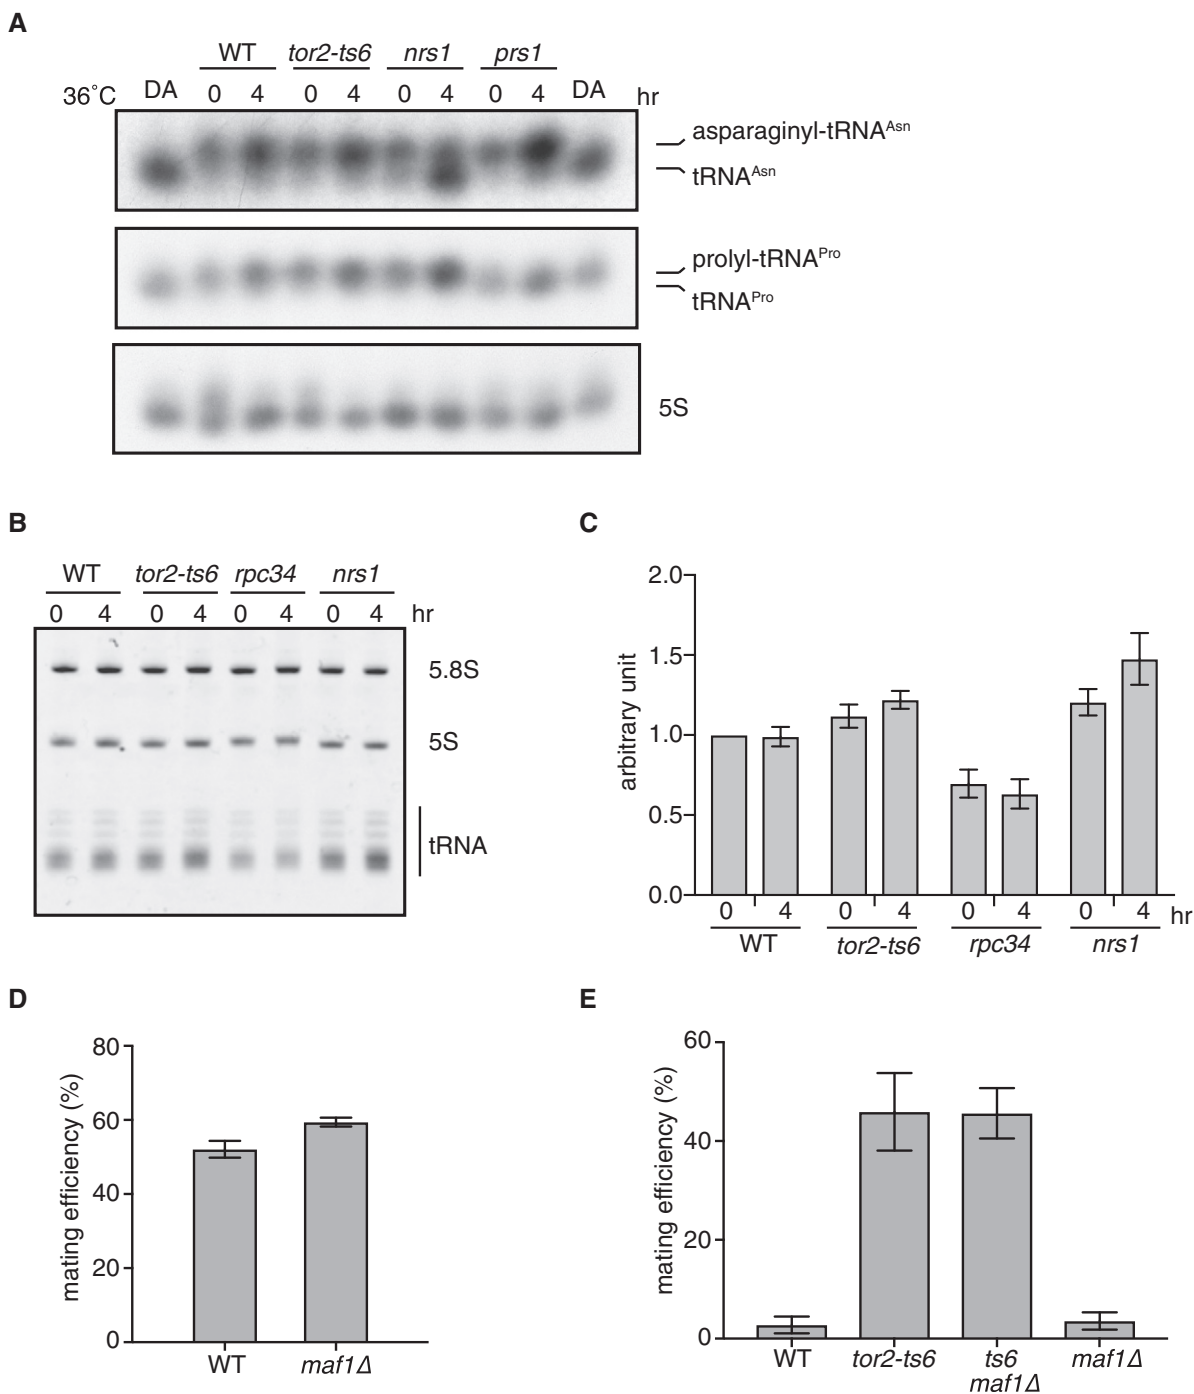 A
WT tor2-ts6 nrs1 prs1
36˚C DA 0 4 0 4 0 4 0 4 DA hr
asparaginyl-tRNAAsn
tRNAAsn
prolyl-tRNAPro
tRNAPro
5S
B
WT tor2-ts6 rpc34 nrs1
0 4 0 4 0 4 0 4 hr
5.8S
5S
tRNA
C
2.0
1.5
1.0
0.5
0.0
arbitrary unit
0 4 0 4 0 4 0 4 hr
WT tor2-ts6 rpc34 nrs1
D
80
60
40
20
0
mating efficiency (%)
WT maf1Δ
E
60
40
20
0
mating efficiency (%)
WT tor2-ts6 ts6 maf1Δ
maf1Δ